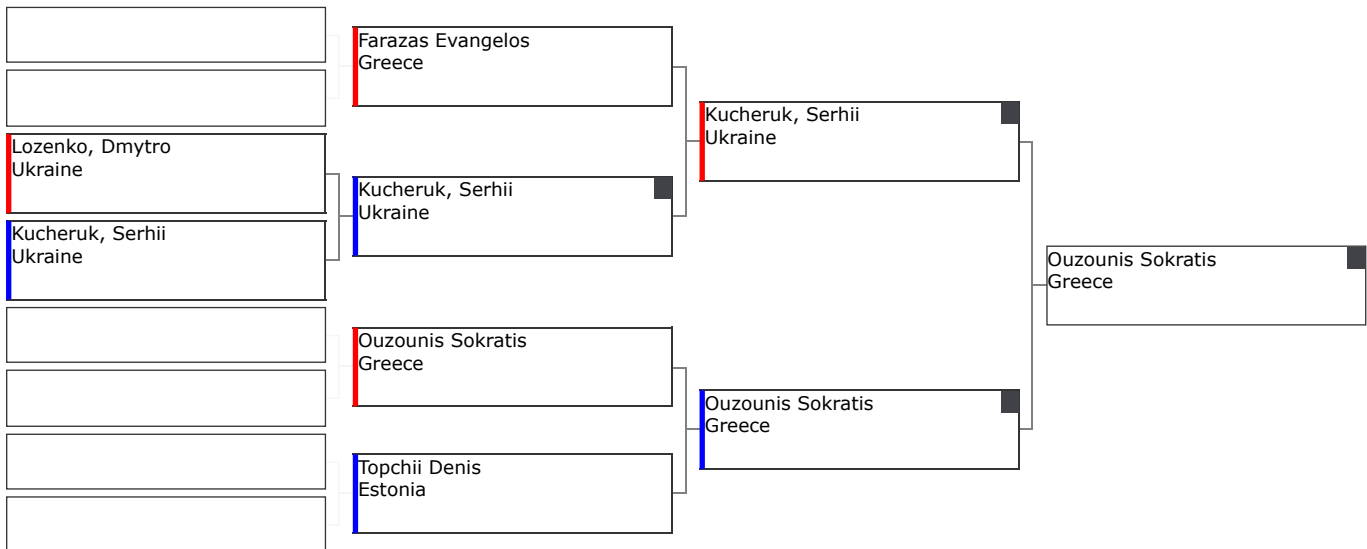 Farazas Evangelos
Greece
Lozenko, Dmytro
Ukraine
Kucheruk, Serhii
Ukraine
Kucheruk, Serhii
Ukraine
Kucheruk, Serhii
Ukraine
Ouzounis Sokratis
Greece
Ouzounis Sokratis
Greece
Ouzounis Sokratis
Greece
Topchii Denis
Estonia